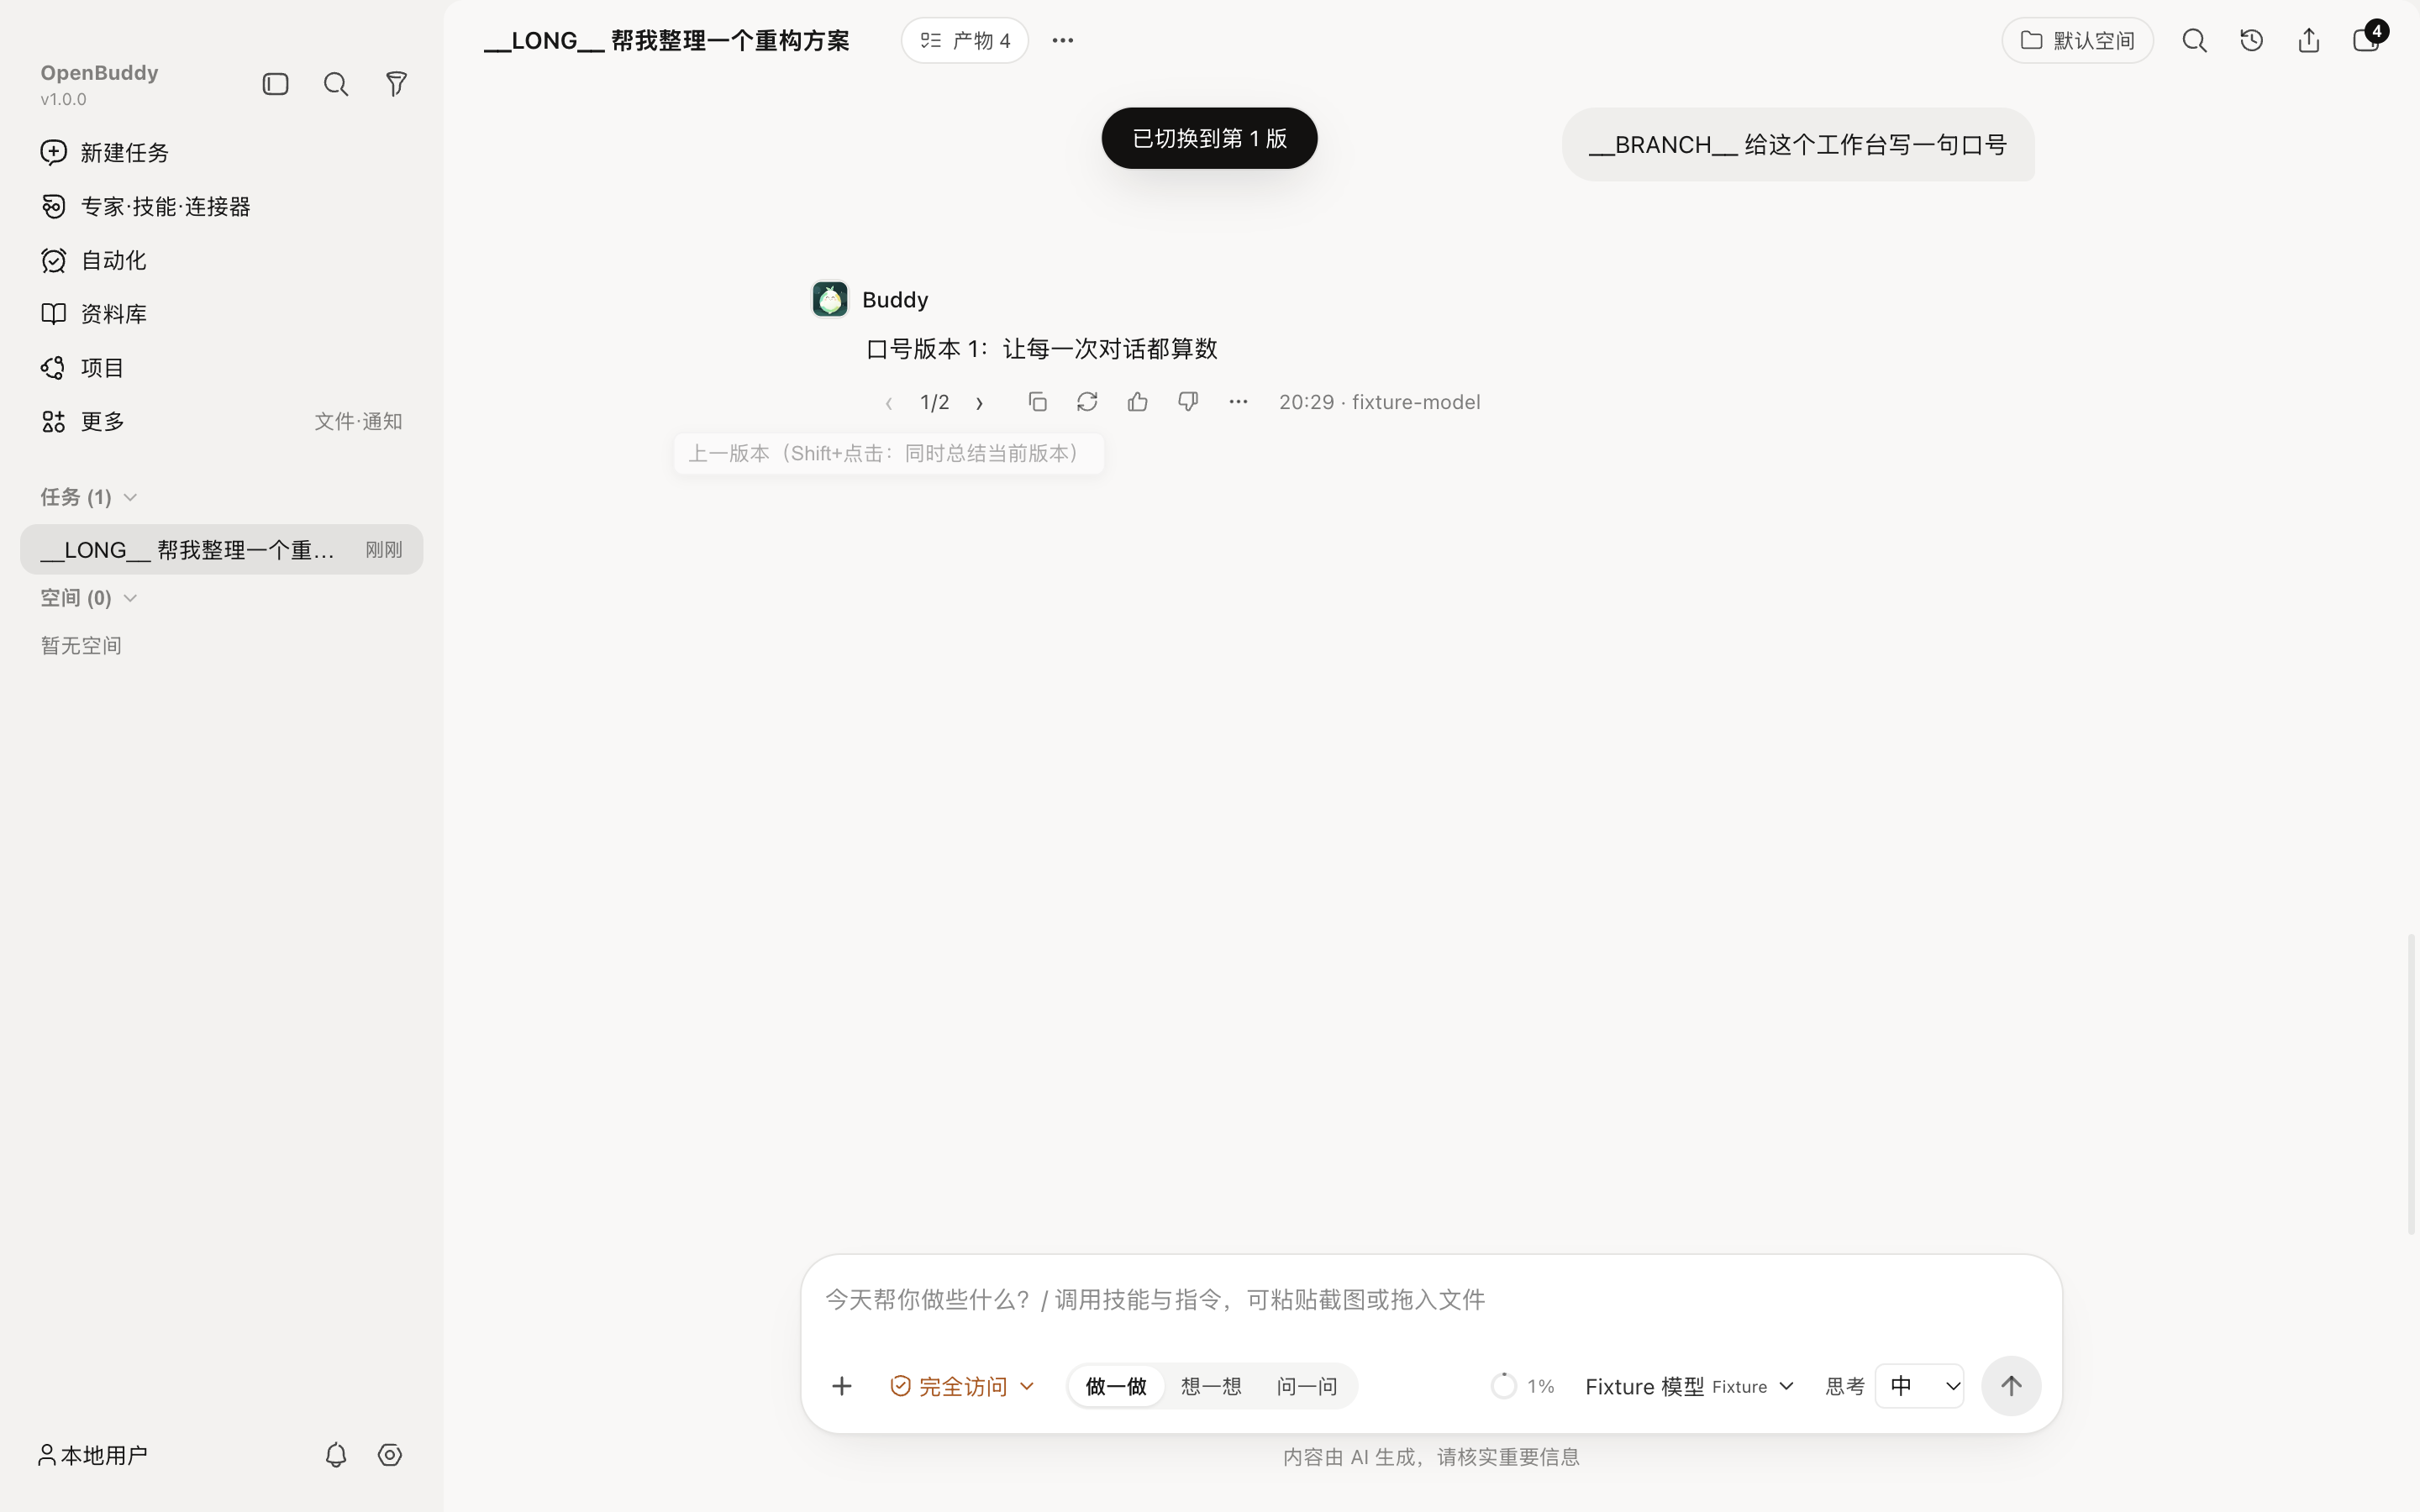 OpenBuddy
v1.0.0
新建任务
专家·技能·连接器
自动化
资料库
项目
更多 文件·通知
任务 (1)
__LONG__ 帮我整理一个重… 刚刚
空间 (0)
暂无空间
本地用户
__LONG__ 帮我整理一个重构方案
产物 4
默认空间
4
已切换到第 1 版
__BRANCH__ 给这个工作台写一句口号
Buddy
口号版本 1：让每一次对话都算数
‹ 1/2 ›
20:29 · fixture-model
上一版本（Shift+点击：同时总结当前版本）
今天帮你做些什么？/ 调用技能与指令，可粘贴截图或拖入文件
完全访问
做一做 想一想 问一问
1%
Fixture 模型 Fixture
思考 中
内容由 AI 生成，请核实重要信息